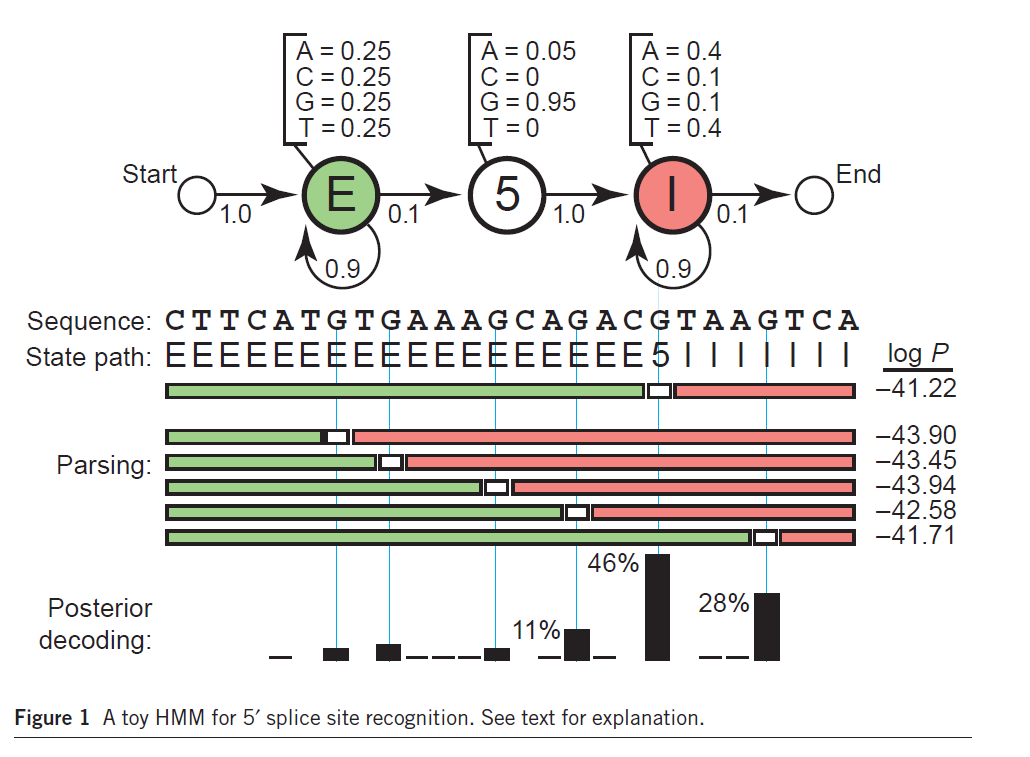 A = 0.25 A = 0.05 A = 0.4
C = 0.25 C = 0 C = 0.1
G = 0.25 G = 0.95 G = 0.1
T = 0.25 T = 0 T = 0.4
Start E 5 I End
1.0 0.1 1.0 0.1
0.9 0.9
Sequence: C T T C A T G T G A A A G C A G A C G T A A G T C A
State path: E E E E E E E E E E E E E E E E E E 5 I I I I I I I log P
–41.22
–43.90
Parsing: –43.45
–43.94
–42.58
–41.71
46%
Posterior 28%
decoding: 11%
Figure 1 A toy HMM for 5′ splice site recognition. See text for explanation.